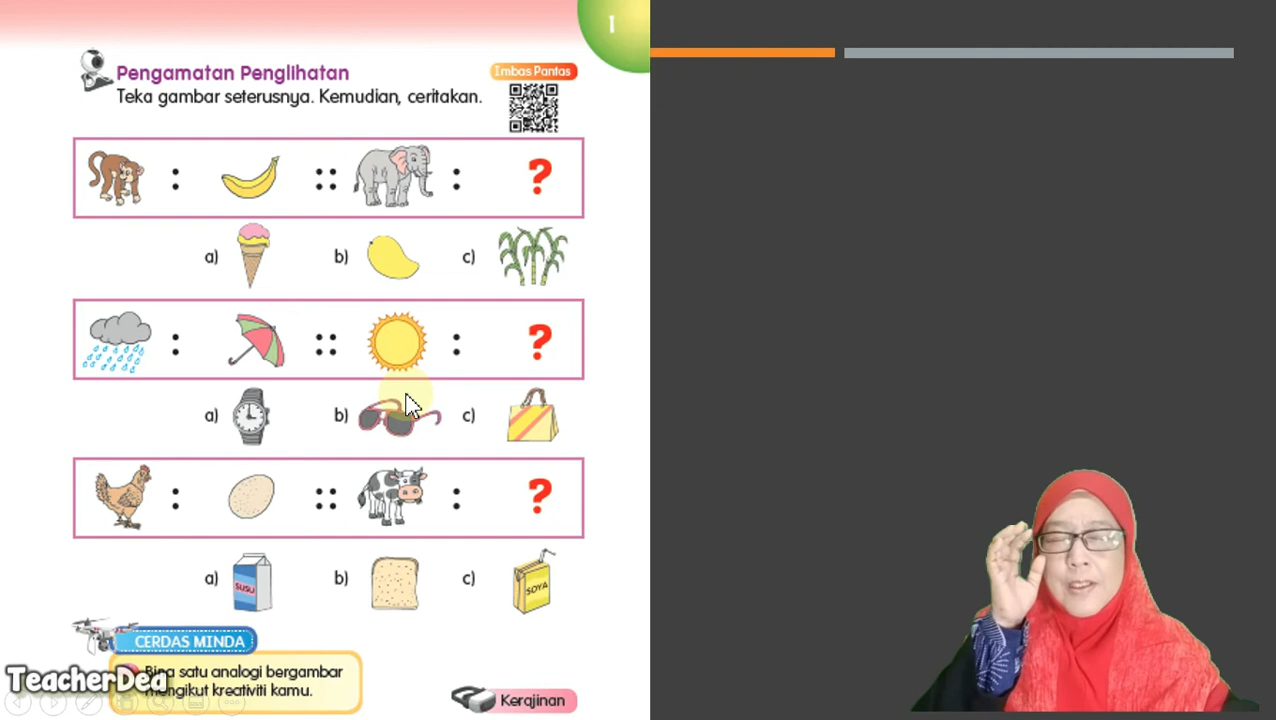 1
Pengamatan Penglihatan
Imbas Pantas
Teka gambar seterusnya. Kemudian, ceritakan.
: :: : ?
a) b) c)
: :: : ?
a) b) c)
: :: : ?
a) b) c)
SUSU
SOYA
CERDAS MINDA
Bina satu analogi bergambar
mengikut kreativiti kamu.
TeacherDea
Kerajinan